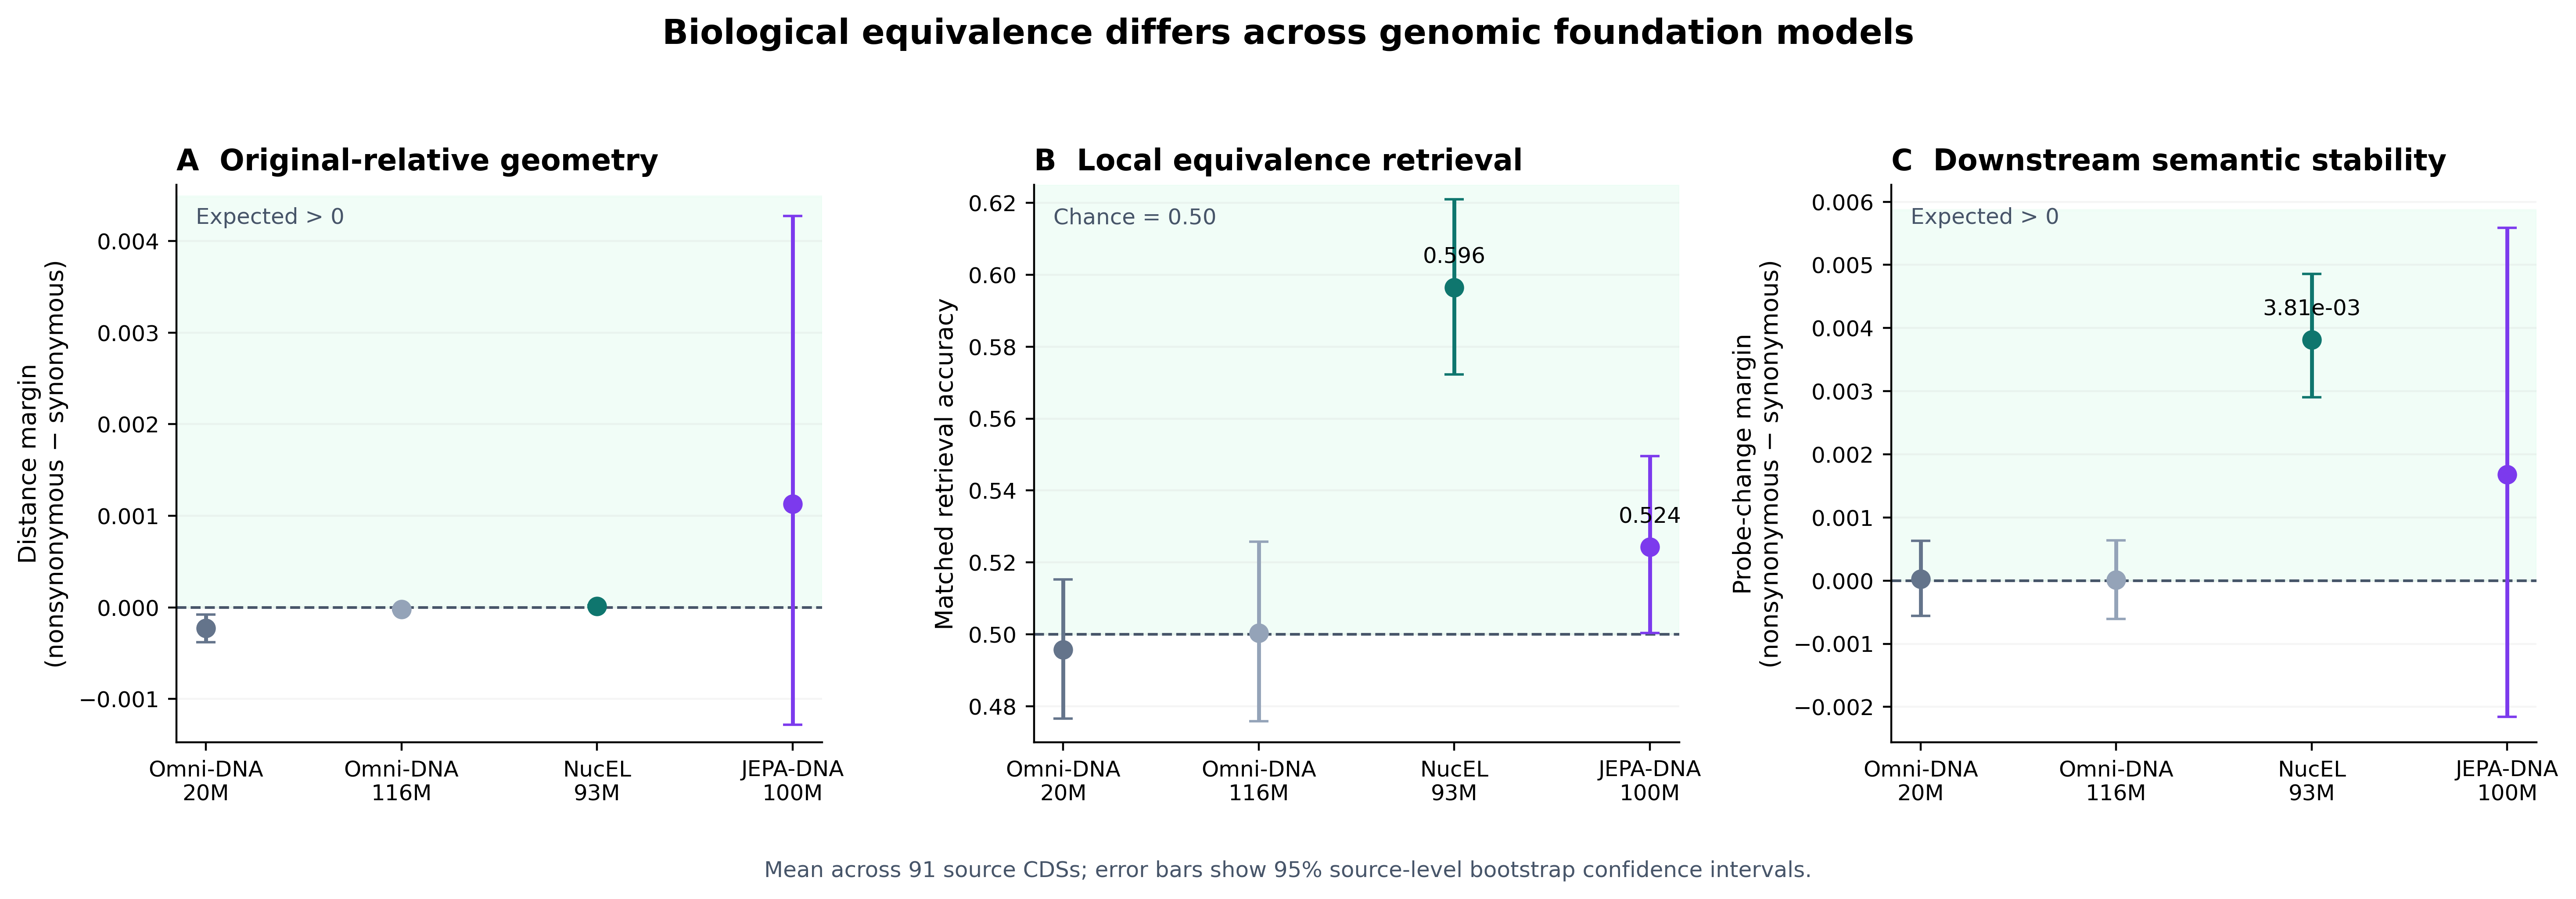 Biological equivalence differs across genomic foundation models
A Original-relative geometry
Expected > 0
Distance margin
(nonsynonymous − synonymous)
0.004
0.003
0.002
0.001
0.000
−0.001
Omni-DNA
20M
Omni-DNA
116M
NucEL
93M
JEPA-DNA
100M
B Local equivalence retrieval
Chance = 0.50
Matched retrieval accuracy
0.62
0.60
0.58
0.56
0.54
0.52
0.50
0.48
0.596
0.524
Omni-DNA
20M
Omni-DNA
116M
NucEL
93M
JEPA-DNA
100M
C Downstream semantic stability
Expected > 0
Probe-change margin
(nonsynonymous − synonymous)
0.006
0.005
0.004
0.003
0.002
0.001
0.000
−0.001
−0.002
3.81e-03
Omni-DNA
20M
Omni-DNA
116M
NucEL
93M
JEPA-DNA
100M
Mean across 91 source CDSs; error bars show 95% source-level bootstrap confidence intervals.